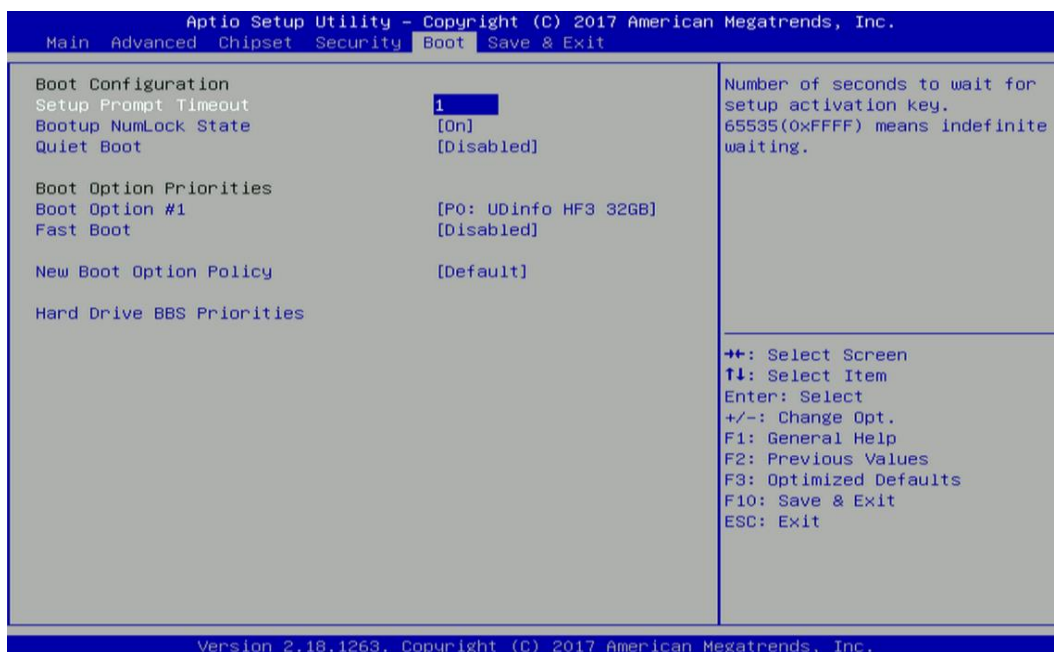 Aptio Setup Utility – Copyright (C) 2017 American Megatrends, Inc.
Main Advanced Chipset Security Boot Save & Exit
Boot Configuration
Setup Prompt Timeout 1
Bootup NumLock State [On]
Quiet Boot [Disabled]
Boot Option Priorities
Boot Option #1 [P0: UDinfo HF3 32GB]
Fast Boot [Disabled]
New Boot Option Policy [Default]
Hard Drive BBS Priorities
Number of seconds to wait for
setup activation key.
65535(0xFFFF) means indefinite
waiting.
→←: Select Screen
↑↓: Select Item
Enter: Select
+/-: Change Opt.
F1: General Help
F2: Previous Values
F3: Optimized Defaults
F10: Save & Exit
ESC: Exit
Version 2.18.1263. Copyright (C) 2017 American Megatrends, Inc.